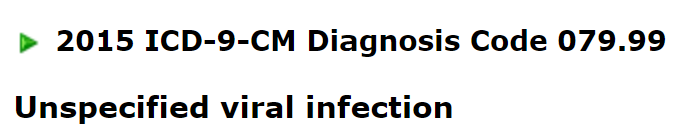 2015 ICD-9-CM Diagnosis Code 079.99
Unspecified viral infection